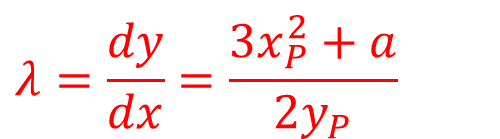 λ = dy/dx = (3x_P^2 + a)/(2y_P)